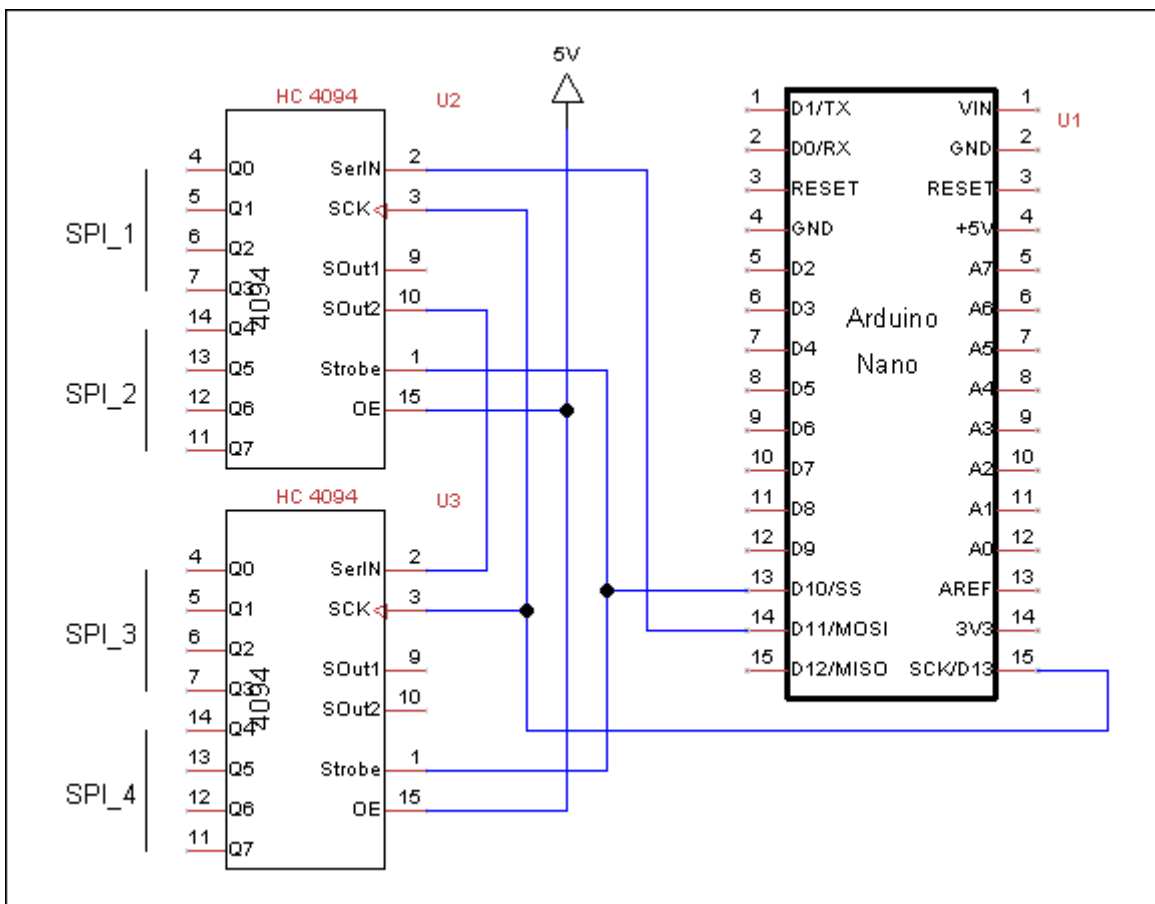 5V
HC 4094
U2
4 Q0 SerIN 2
5 Q1 SCK 3
SPI_1
6 Q2
SOut1 9
7 Q3
SOut2 10
4094
14 Q4
13 Q5 Strobe 1
SPI_2
12 Q6 OE 15
11 Q7
HC 4094
U3
4 Q0 SerIN 2
5 Q1 SCK 3
SPI_3
6 Q2
SOut1 9
7 Q3
SOut2 10
4094
14 Q4
13 Q5 Strobe 1
SPI_4
12 Q6 OE 15
11 Q7
U1
1 D1/TX VIN 1
2 D0/RX GND 2
3 RESET RESET 3
4 GND +5V 4
5 D2 A7 5
6 D3 A6 6
Arduino
7 D4 A5 7
Nano
8 D5 A4 8
9 D6 A3 9
10 D7 A2 10
11 D8 A1 11
12 D9 A0 12
13 D10/SS AREF 13
14 D11/MOSI 3V3 14
15 D12/MISO SCK/D13 15